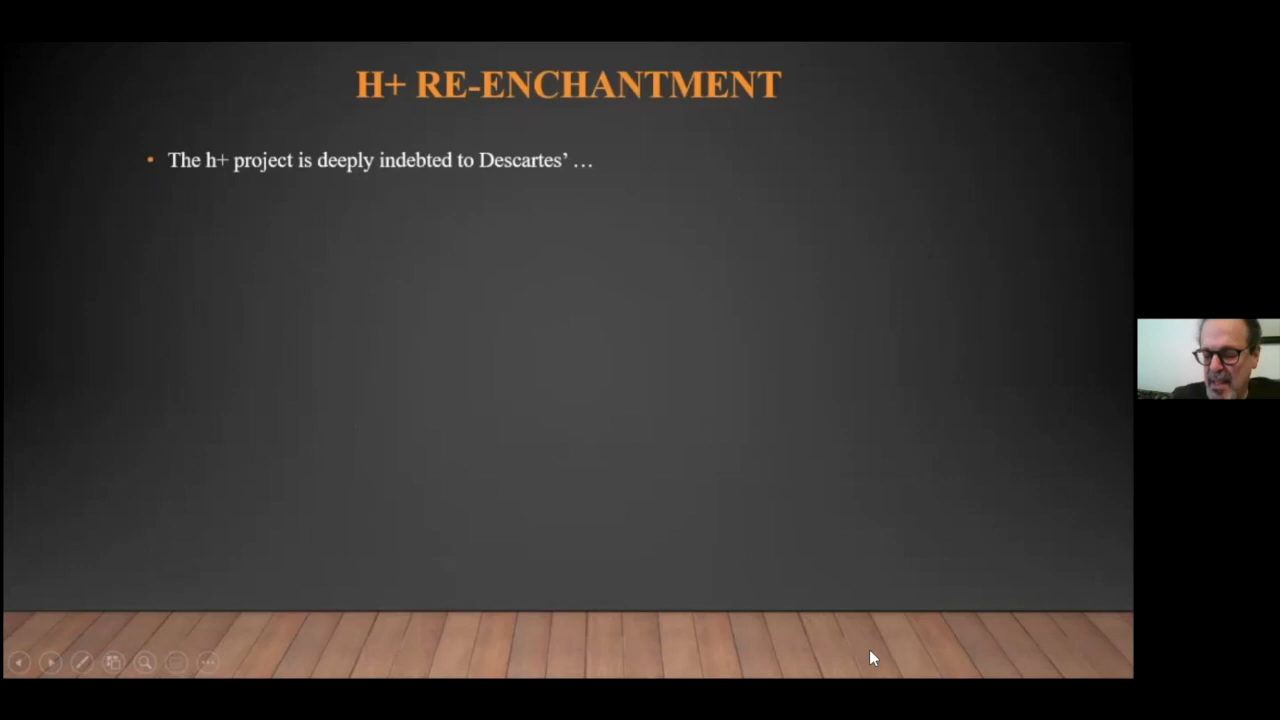 H+ RE-ENCHANTMENT
• The h+ project is deeply indebted to Descartes’ …